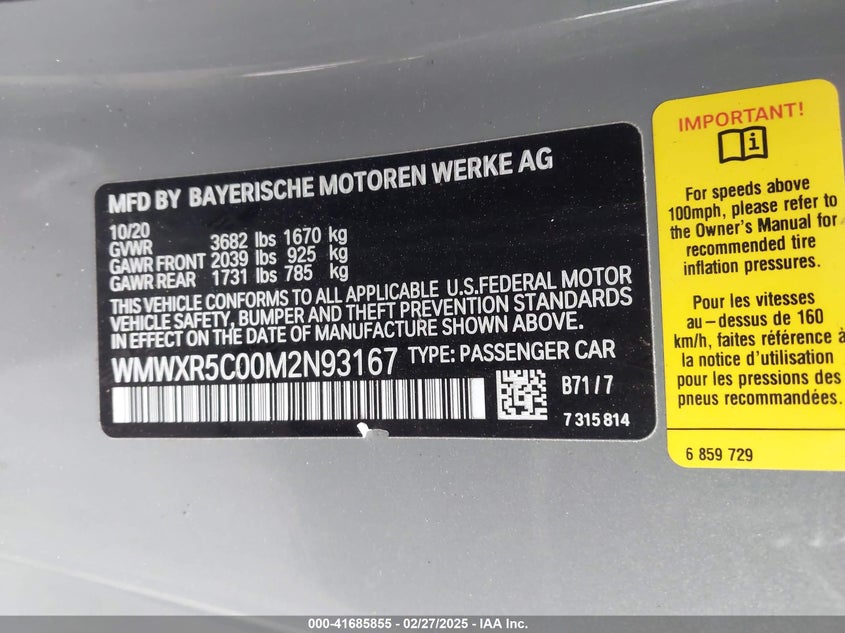 MFD BY BAYERISCHE MOTOREN WERKE AG
10/20
GVWR 3682 lbs 1670 kg
GAWR FRONT 2039 lbs 925 kg
GAWR REAR 1731 lbs 785 kg
THIS VEHICLE CONFORMS TO ALL APPLICABLE U.S.FEDERAL MOTOR
VEHICLE SAFETY, BUMPER AND THEFT PREVENTION STANDARDS
IN EFFECT ON THE DATE OF MANUFACTURE SHOWN ABOVE.
WMWXR5C00M2N93167 TYPE: PASSENGER CAR
B71/7
7 315 814
IMPORTANT!
For speeds above
100mph, please refer to
the Owner's Manual for
recommended tire
inflation pressures.
Pour les vitesses
au-dessus de 160
km/h, faites référence à
la notice d'utilisation
pour les pressions des
pneus recommandées.
6 859 729
000-41685855 - 02/27/2025 - IAA Inc.